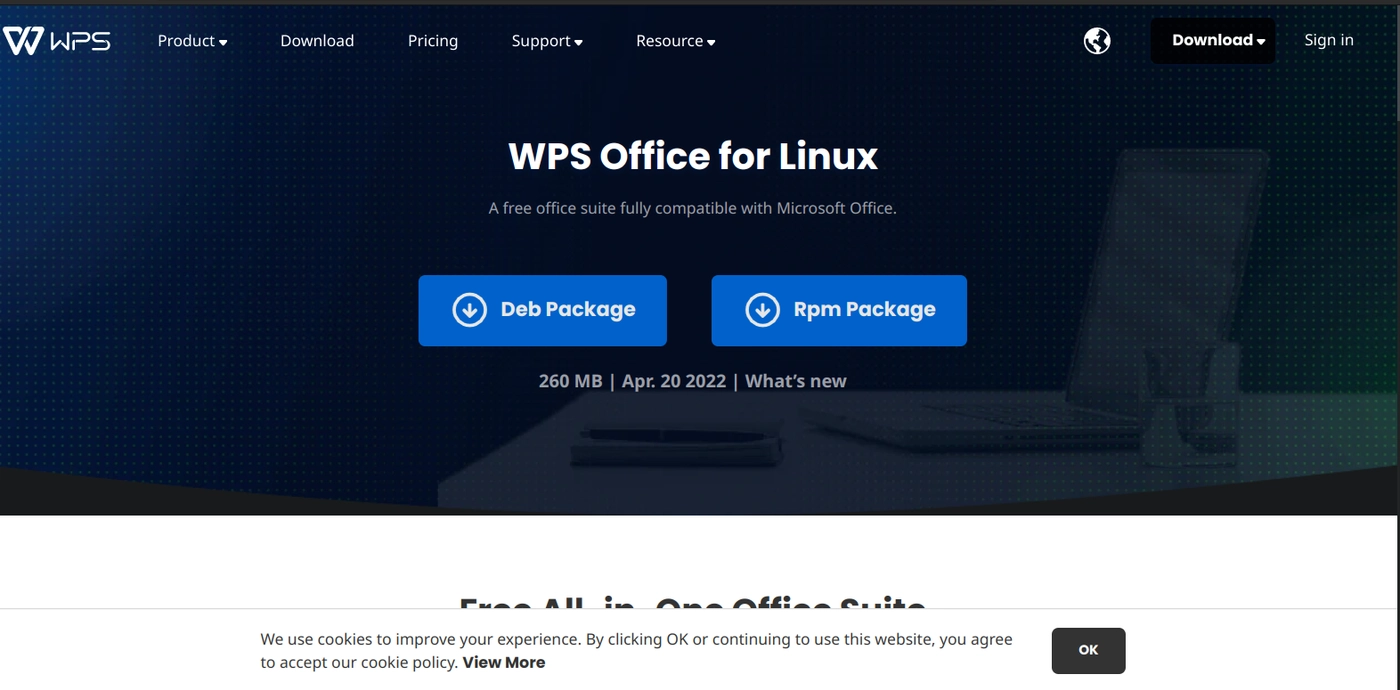 WPS
Product
Download
Pricing
Support
Resource
Download
Sign in
WPS Office for Linux
A free office suite fully compatible with Microsoft Office.
Deb Package
Rpm Package
260 MB | Apr. 20 2022 | What's new
Free All-in-One Office Suite
We use cookies to improve your experience. By clicking OK or continuing to use this website, you agree
to accept our cookie policy. View More
OK